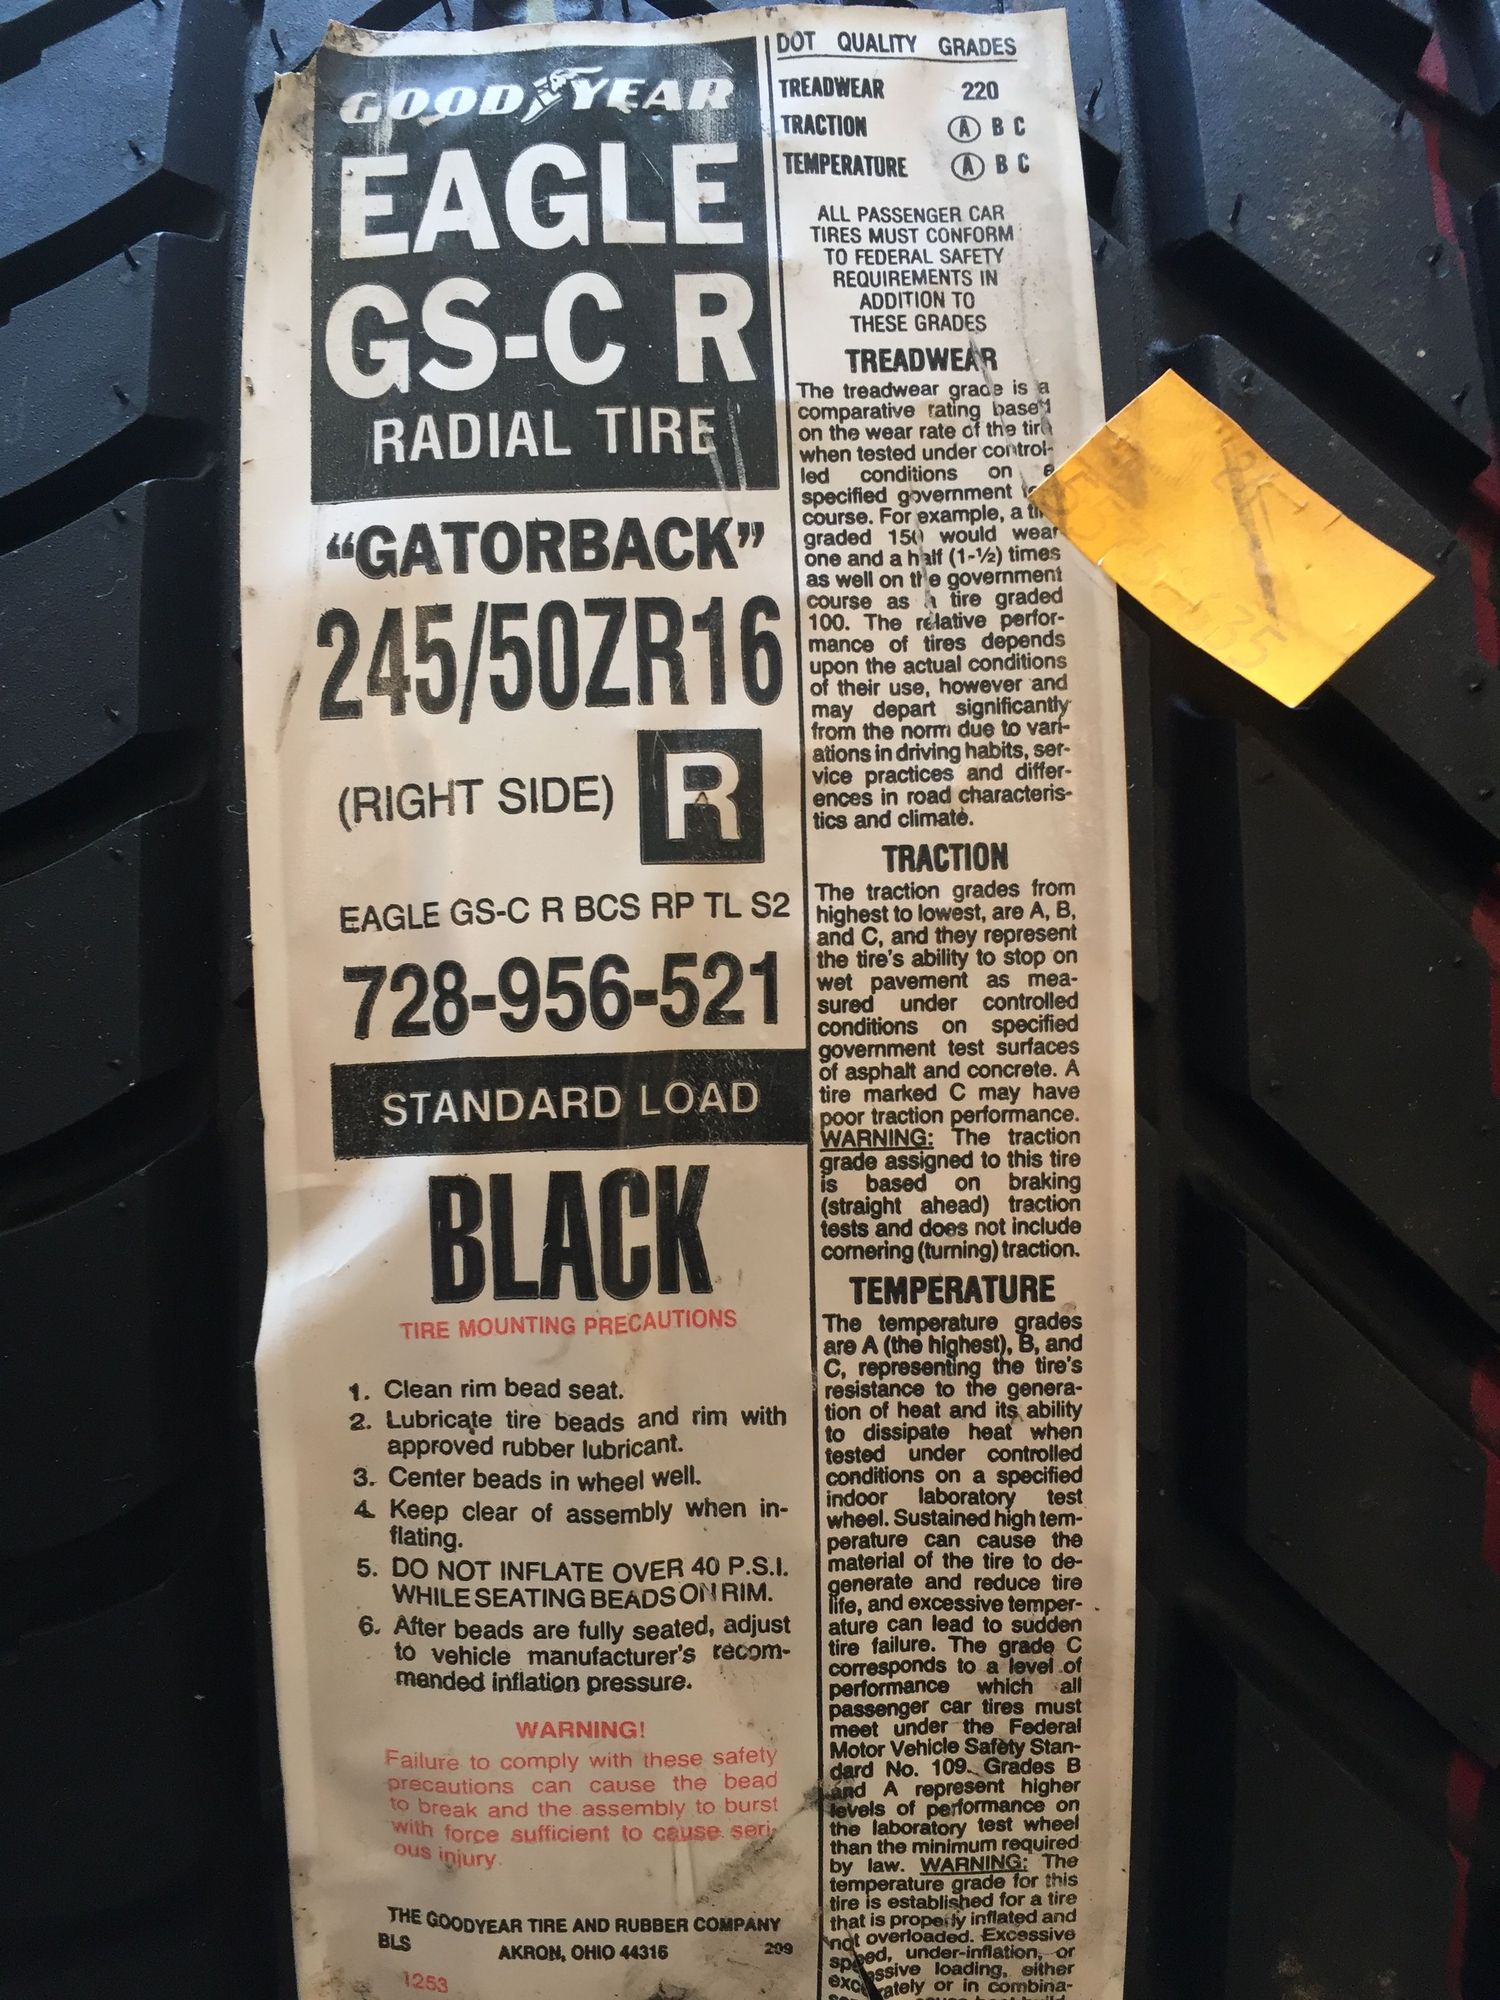 GOODYEAR
EAGLE
GS-C R
RADIAL TIRE
"GATORBACK"
245/50ZR16
(RIGHT SIDE) R
EAGLE GS-C R BCS RP TL S2
728-956-521
STANDARD LOAD
BLACK
TIRE MOUNTING PRECAUTIONS
1. Clean rim bead seat.
2. Lubricate tire beads and rim with
approved rubber lubricant.
3. Center beads in wheel well.
4. Keep clear of assembly when in-
flating.
5. DO NOT INFLATE OVER 40 P.S.I.
WHILE SEATING BEADS ON RIM.
6. After beads are fully seated, adjust
to vehicle manufacturer's recom-
mended inflation pressure.
WARNING!
Failure to comply with these safety
precautions can cause the bead
to break and the assembly to burst
with force sufficient to cause seri-
ous injury.
THE GOODYEAR TIRE AND RUBBER COMPANY
BLS AKRON, OHIO 44316 299
1253
DOT QUALITY GRADES
TREADWEAR 220
TRACTION A B C
TEMPERATURE A B C
ALL PASSENGER CAR
TIRES MUST CONFORM
TO FEDERAL SAFETY
REQUIREMENTS IN
ADDITION TO
THESE GRADES
TREADWEAR
The treadwear grade is a
comparative rating based
on the wear rate of the tire
when tested under control-
led conditions on a
specified government
course. For example, a
graded 150 would wear
one and a half (1-½) times
as well on the government
course as a tire graded
100. The relative perfor-
mance of tires depends
upon the actual conditions
of their use, however and
may depart significantly
from the norm due to vari-
ations in driving habits, ser-
vice practices and differ-
ences in road characteris-
tics and climate.
TRACTION
The traction grades from
highest to lowest, are A, B,
and C, and they represent
the tire's ability to stop on
wet pavement as mea-
sured under controlled
conditions on specified
government test surfaces
of asphalt and concrete. A
tire marked C may have
poor traction performance.
WARNING: The traction
grade assigned to this tire
is based on braking
(straight ahead) traction
tests and does not include
cornering (turning) traction.
TEMPERATURE
The temperature grades
are A (the highest), B, and
C, representing the tire's
resistance to the genera-
tion of heat and its ability
to dissipate heat when
tested under controlled
conditions on a specified
indoor laboratory test
wheel. Sustained high tem-
perature can cause the
material of the tire to de-
generate and reduce tire
life, and excessive temper-
ature can lead to sudden
tire failure. The grade C
corresponds to a level of
performance which all
passenger car tires must
meet under the Federal
Motor Vehicle Safety Stan-
dard No. 109. Grades B
and A represent higher
levels of performance on
the laboratory test wheel
than the minimum required
by law. WARNING: The
temperature grade for this
tire is established for a tire
that is properly inflated and
not overloaded. Excessive
speed, under-inflation, or
excessive loading, either
separately or in combina-